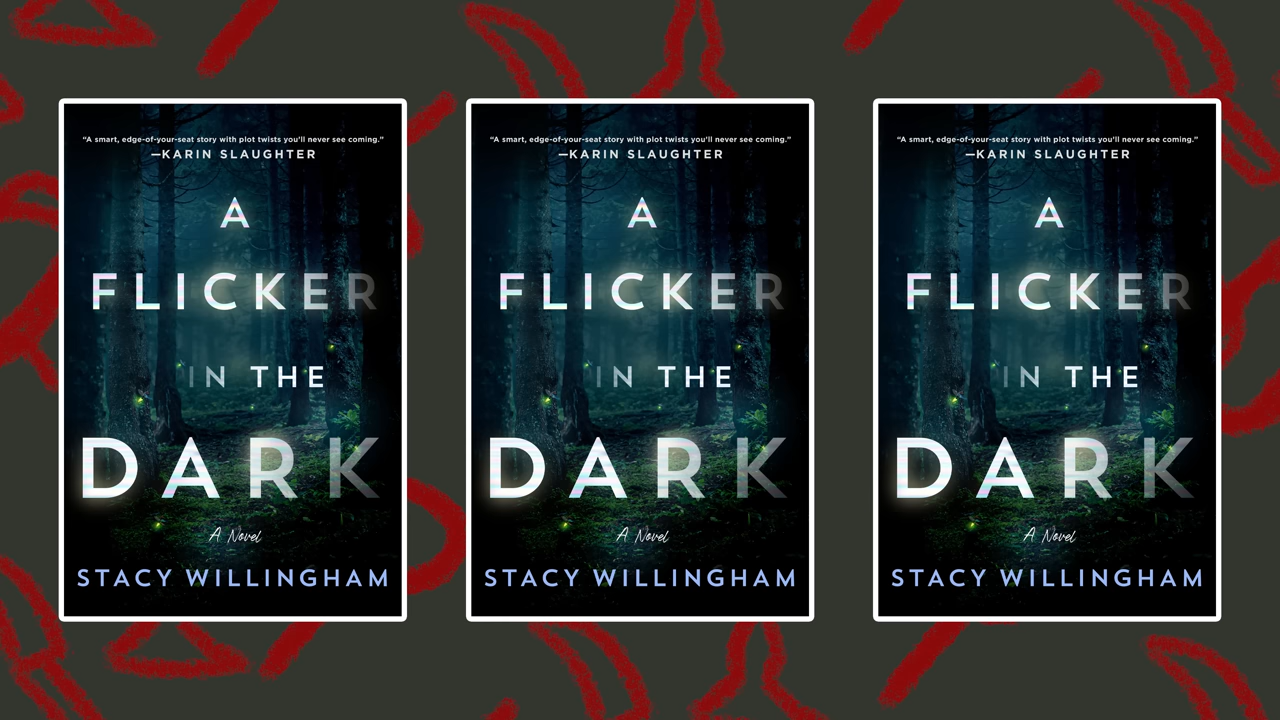 “A smart, edge-of-your-seat story with plot twists you’ll never see coming.”
—KARIN SLAUGHTER
A
FLICKER
IN THE
DARK
A Novel
STACY WILLINGHAM
“A smart, edge-of-your-seat story with plot twists you’ll never see coming.”
—KARIN SLAUGHTER
A
FLICKER
IN THE
DARK
A Novel
STACY WILLINGHAM
“A smart, edge-of-your-seat story with plot twists you’ll never see coming.”
—KARIN SLAUGHTER
A
FLICKER
IN THE
DARK
A Novel
STACY WILLINGHAM